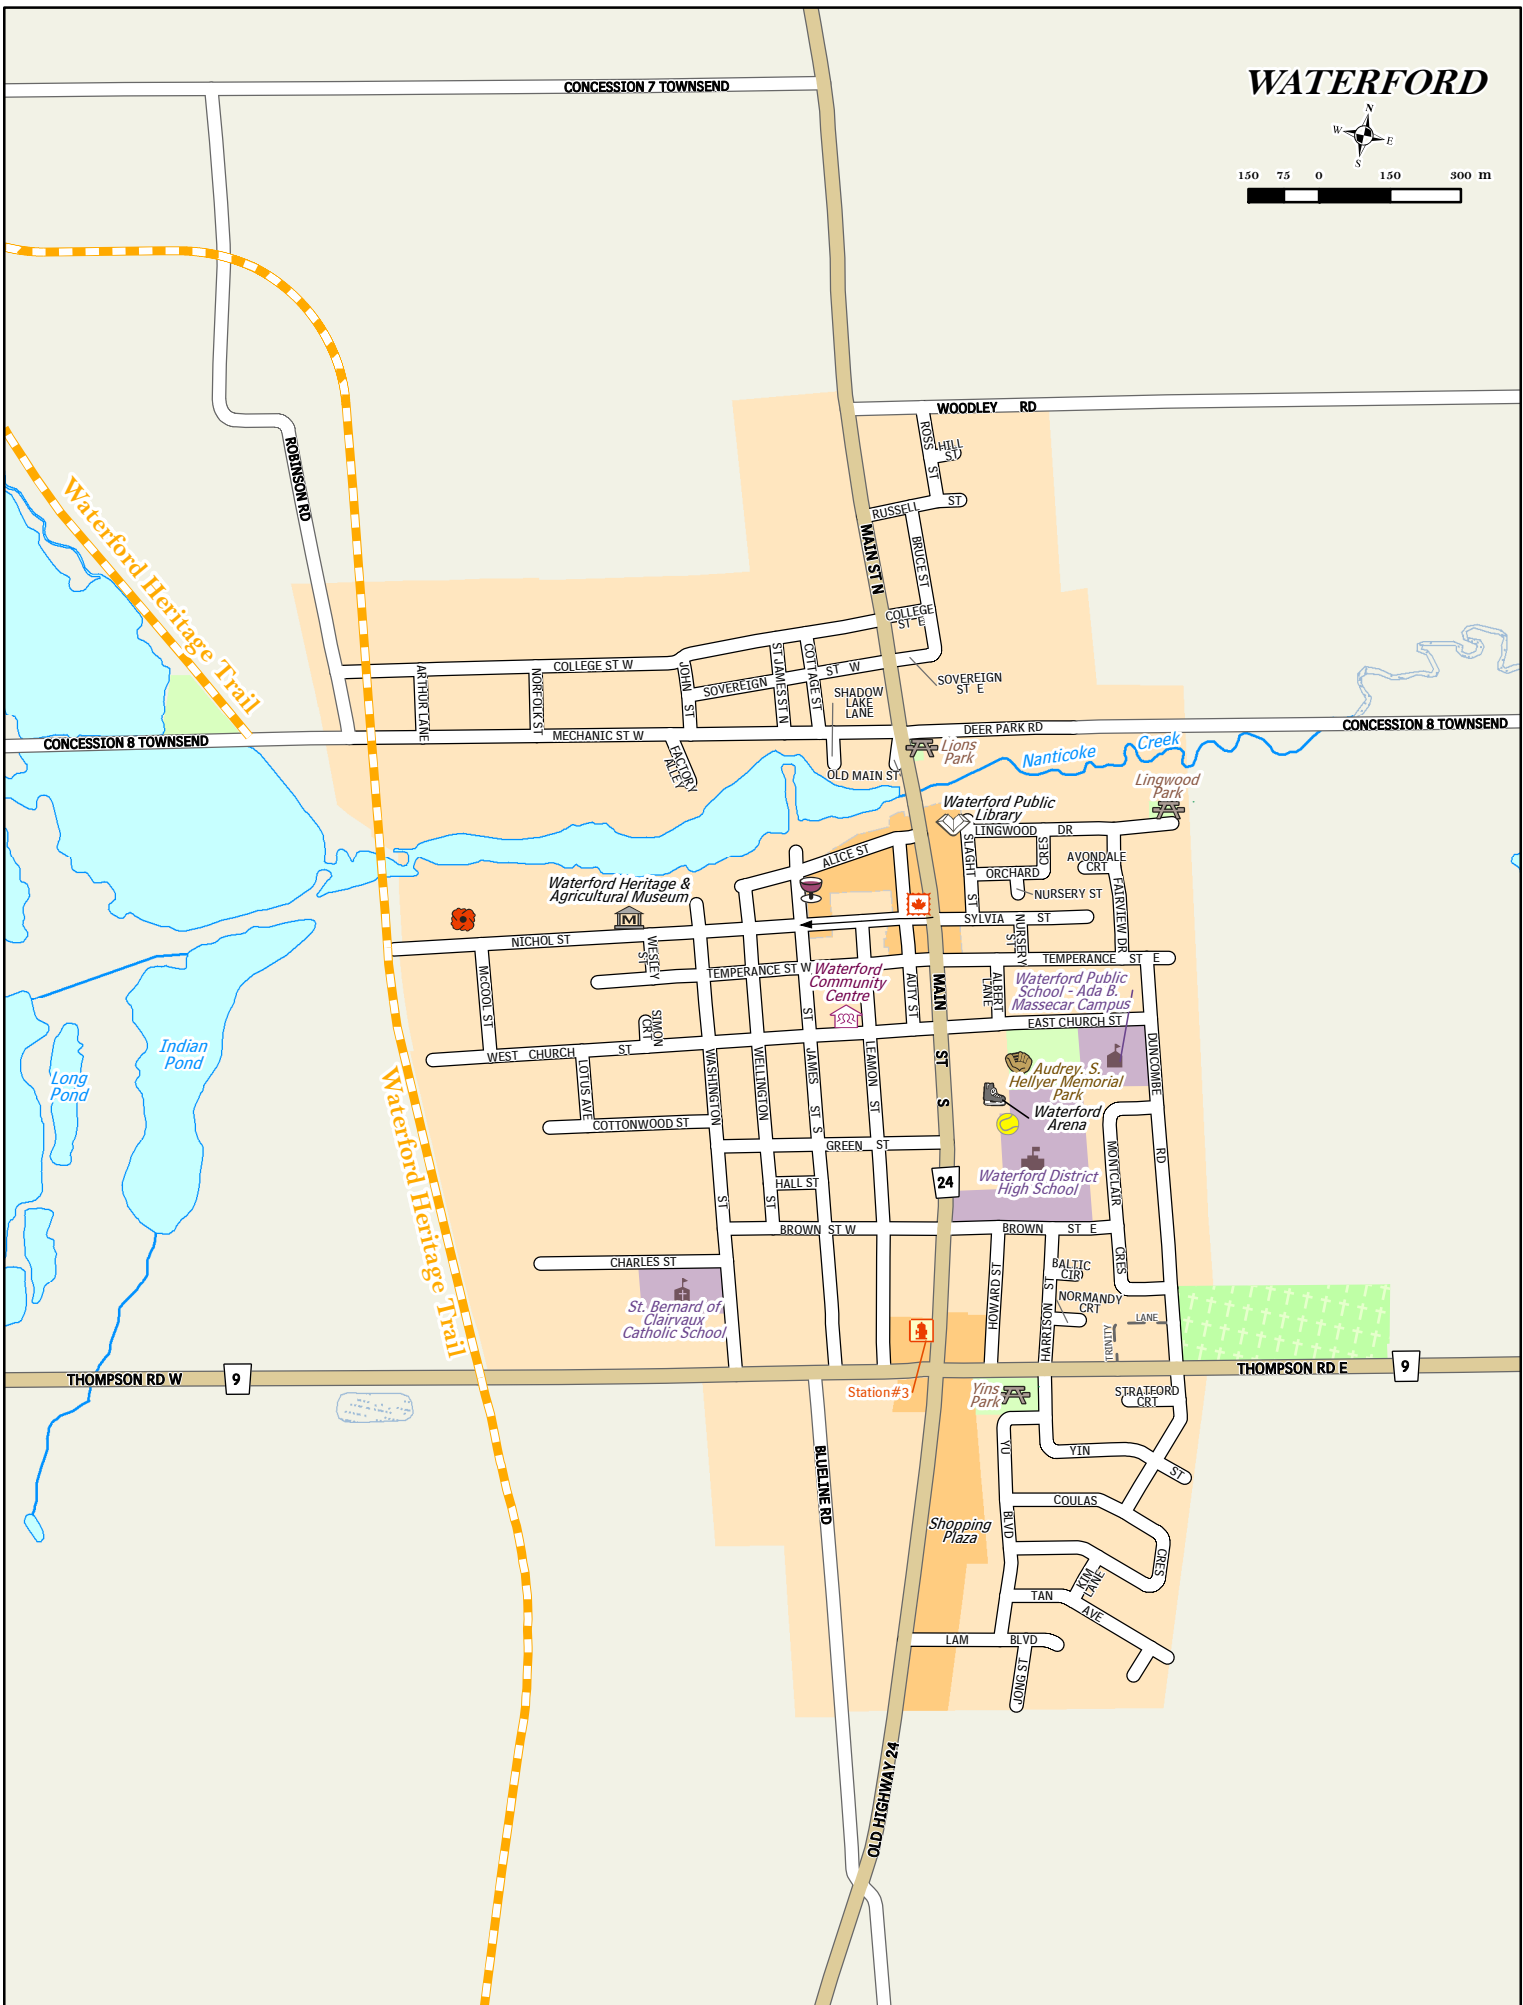 CONCESSION 7 TOWNSEND
WATERFORD
N
W
E
S
150 75 0 150 300 m
WOODLEY RD
ROSS ST
HILL
ST
ROBINSON RD
Waterford Heritage Trail
RUSSELL ST
MAIN ST N
BRUCE ST
COLLEGE
ST E
COLLEGE ST W
ARTHUR LANE
NORFOLK ST
JOHN ST
SOVEREIGN ST W
ST JAMES ST N
COTTAGE ST
SHADOW
LAKE
LANE
SOVEREIGN
ST E
CONCESSION 8 TOWNSEND
MECHANIC ST W
DEER PARK RD
CONCESSION 8 TOWNSEND
FACTORY
ALLEY
OLD MAIN ST
Lions
Park
Nanticoke Creek
Lingwood
Park
Waterford Public
Library
LINGWOOD DR
SLAGHT ST
CRES
ORCHARD
AVONDALE
CRT
NURSERY ST
FAIRVIEW DR
ALICE ST
Waterford Heritage &
Agricultural Museum
M
NICHOL ST
WESLEY
ST
SYLVIA ST
NURSERY
ST
TEMPERANCE ST W
TEMPERANCE ST E
McCOOL ST
Waterford
Community
Centre
AUTY ST
MAIN ST S
ALBERT
LANE
Waterford Public
School - Ada B.
Massecar Campus
SIMON
CRT
ST
EAST CHURCH ST
WEST CHURCH ST
Indian
Pond
Long
Pond
LOTUS AVE
WASHINGTON ST
WELLINGTON ST
JAMES ST S
LEAMON ST
DUNCOMBE RD
Audrey. S.
Hellyer Memorial
Park
Waterford
Arena
Waterford Heritage Trail
COTTONWOOD ST
GREEN ST
MONTCLAIR CRES
HALL ST
24
Waterford District
High School
BROWN ST W
BROWN ST E
CHARLES ST
HOWARD ST
HARRISON ST
BALTIC
CIR
NORMANDY
CRT
TRINITY LANE
St. Bernard of
Clairvaux
Catholic School
THOMPSON RD W
9
THOMPSON RD E
9
Station#3
Yins
Park
STRATFORD
CRT
YU BLVD
YIN ST
BLUELINE RD
COULAS CRES
Shopping
Plaza
KIM
LANE
TAN AVE
LAM BLVD
JONG ST
OLD HIGHWAY 24